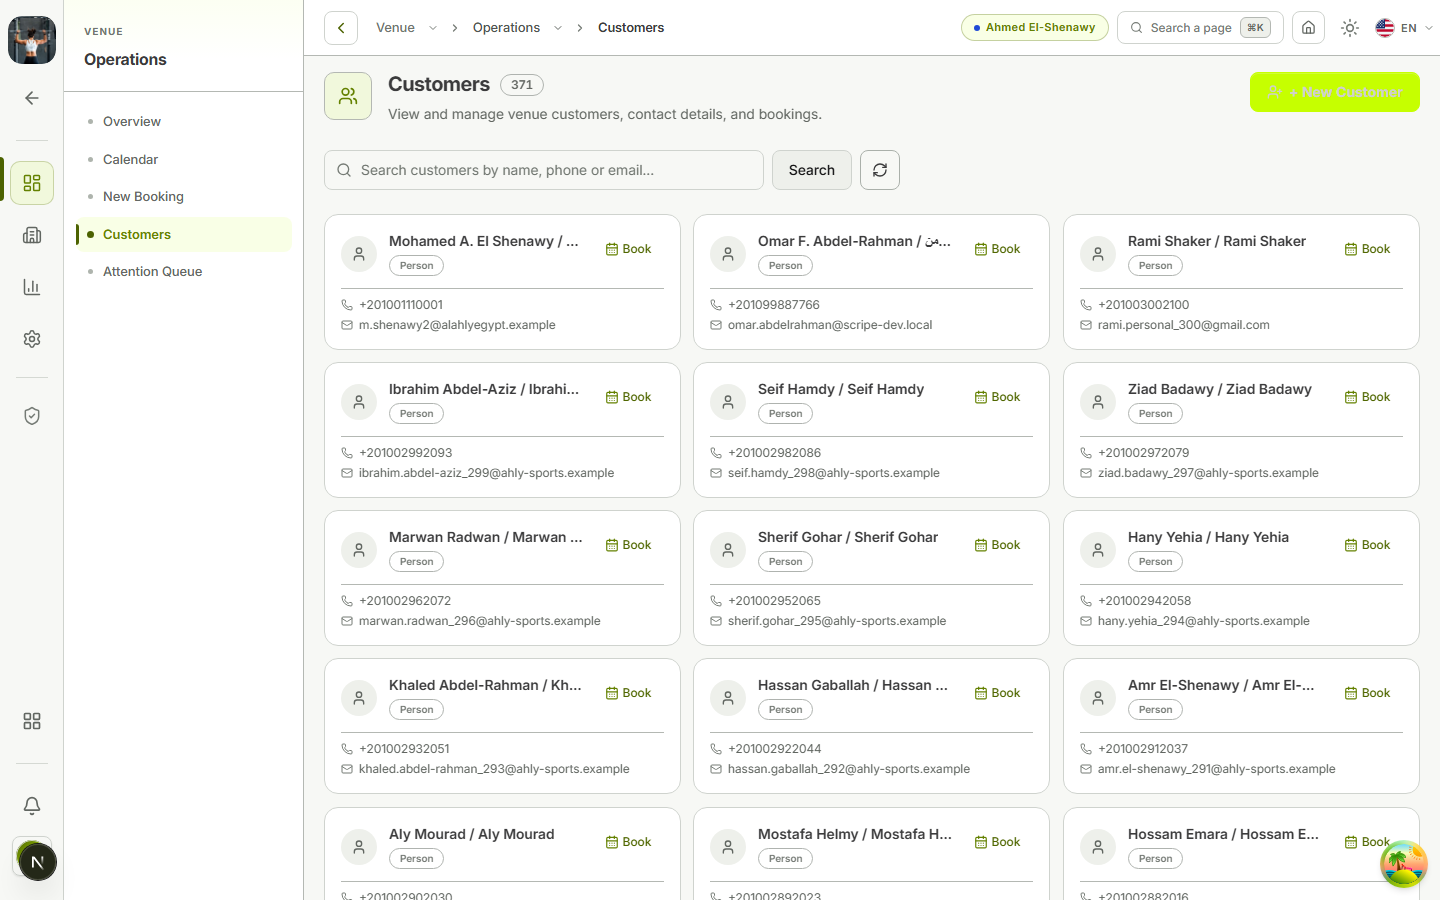 VENUE
Operations
Overview
Calendar
New Booking
Customers
Attention Queue
N
Venue
Operations
Customers
Ahmed El-Shenawy
Search a page
⌘K
EN
Customers
371
View and manage venue customers, contact details, and bookings.
+ New Customer
Search customers by name, phone or email...
Search
Mohamed A. El Shenawy / ...
Book
Person
+201001110001
m.shenawy2@alahlyegypt.example
Omar F. Abdel-Rahman / من...
Book
Person
+201099887766
omar.abdelrahman@scripe-dev.local
Rami Shaker / Rami Shaker
Book
Person
+201003002100
rami.personal_300@gmail.com
Ibrahim Abdel-Aziz / Ibrahi...
Book
Person
+201002992093
ibrahim.abdel-aziz_299@ahly-sports.example
Seif Hamdy / Seif Hamdy
Book
Person
+201002982086
seif.hamdy_298@ahly-sports.example
Ziad Badawy / Ziad Badawy
Book
Person
+201002972079
ziad.badawy_297@ahly-sports.example
Marwan Radwan / Marwan ...
Book
Person
+201002962072
marwan.radwan_296@ahly-sports.example
Sherif Gohar / Sherif Gohar
Book
Person
+201002952065
sherif.gohar_295@ahly-sports.example
Hany Yehia / Hany Yehia
Book
Person
+201002942058
hany.yehia_294@ahly-sports.example
Khaled Abdel-Rahman / Kh...
Book
Person
+201002932051
khaled.abdel-rahman_293@ahly-sports.example
Hassan Gaballah / Hassan ...
Book
Person
+201002922044
hassan.gaballah_292@ahly-sports.example
Amr El-Shenawy / Amr El-...
Book
Person
+201002912037
amr.el-shenawy_291@ahly-sports.example
Aly Mourad / Aly Mourad
Book
Person
+201002902030
Mostafa Helmy / Mostafa H...
Book
Person
+201002892023
Hossam Emara / Hossam E...
Book
Person
+201002882016